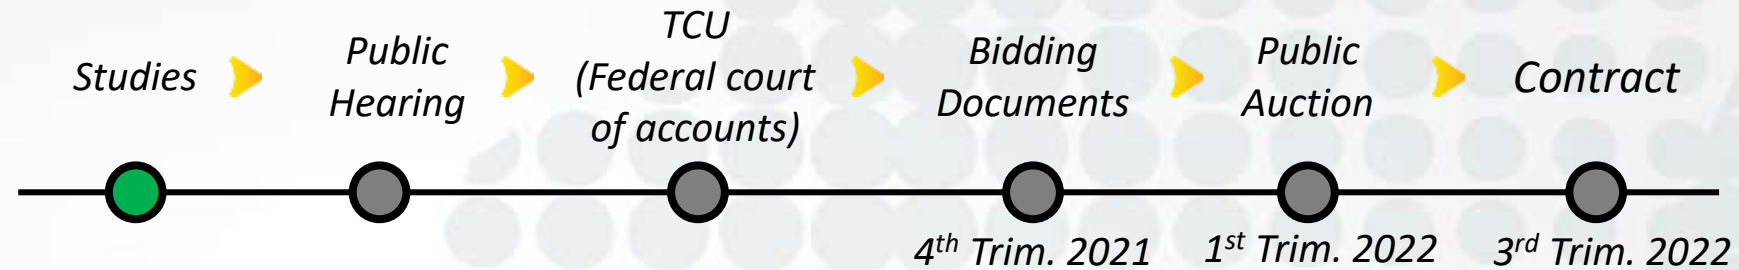 Studies
Public
Hearing
TCU
(Federal court
of accounts)
Bidding
Documents
Public
Auction
Contract
4th Trim. 2021
1st Trim. 2022
3rd Trim. 2022